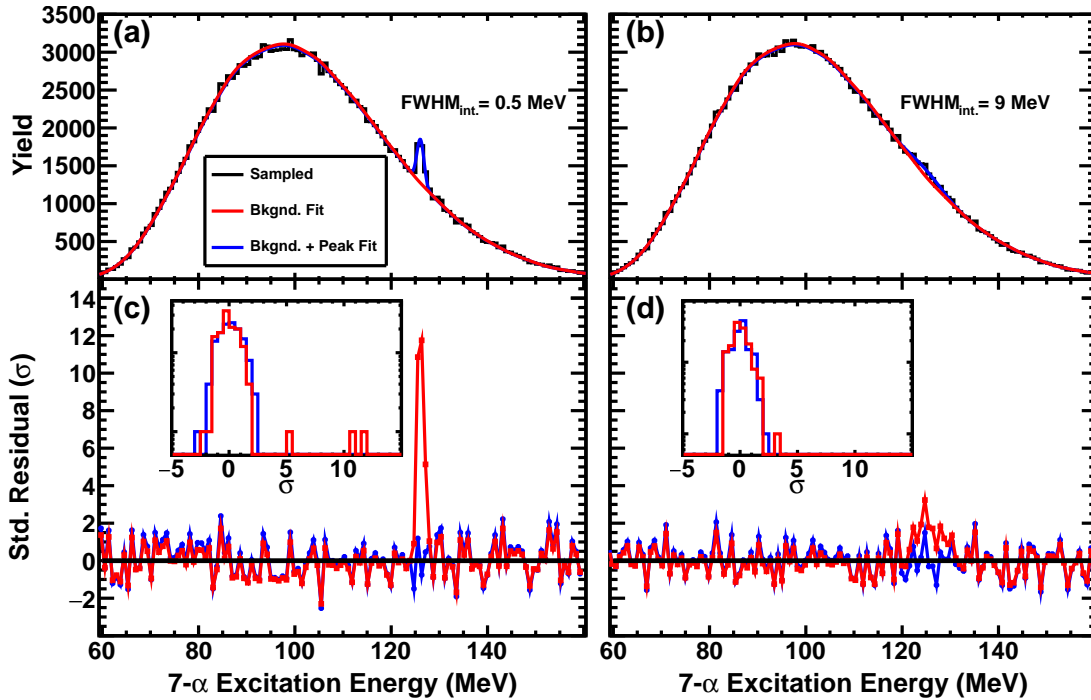 (a)
FWHM_int. = 0.5 MeV
Yield
3500
3000
2500
2000
1500
1000
500
Sampled
Bkgnd. Fit
Bkgnd. + Peak Fit
(b)
FWHM_int. = 9 MeV
(c)
Std. Residual (σ)
14
12
10
8
6
4
2
0
−2
−5 0 5 10
σ
60 80 100 120 140
7-α Excitation Energy (MeV)
(d)
−5 0 5 10
σ
60 80 100 120 140
7-α Excitation Energy (MeV)